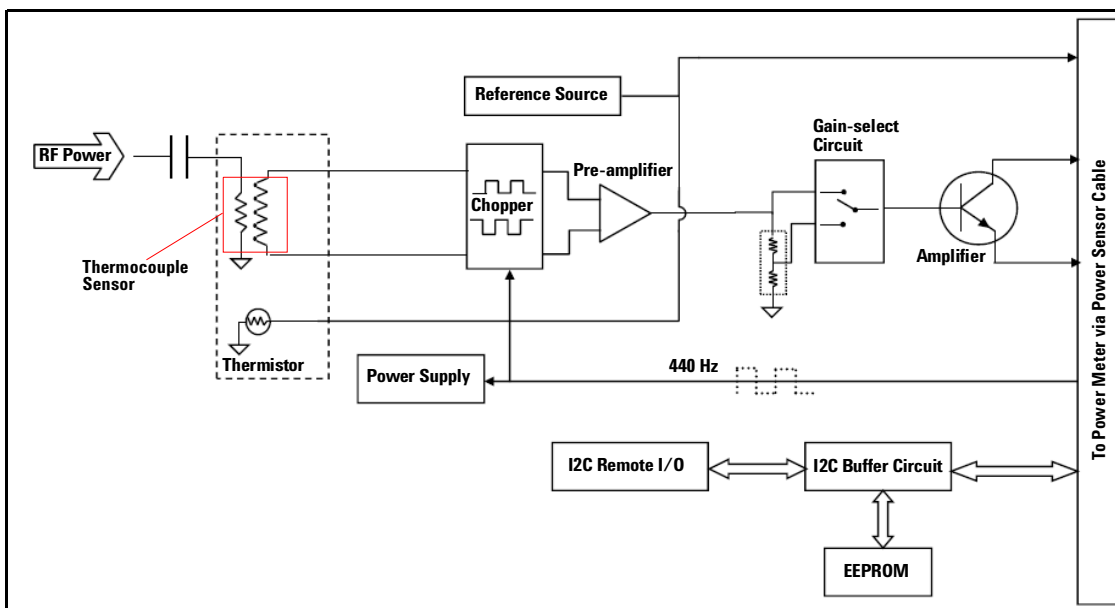 Reference Source
RF Power
Gain-select
Circuit
Pre-amplifier
Chopper
Thermocouple
Sensor
Amplifier
Thermistor
Power Supply
440 Hz
I2C Remote I/O
I2C Buffer Circuit
EEPROM
To Power Meter via Power Sensor Cable